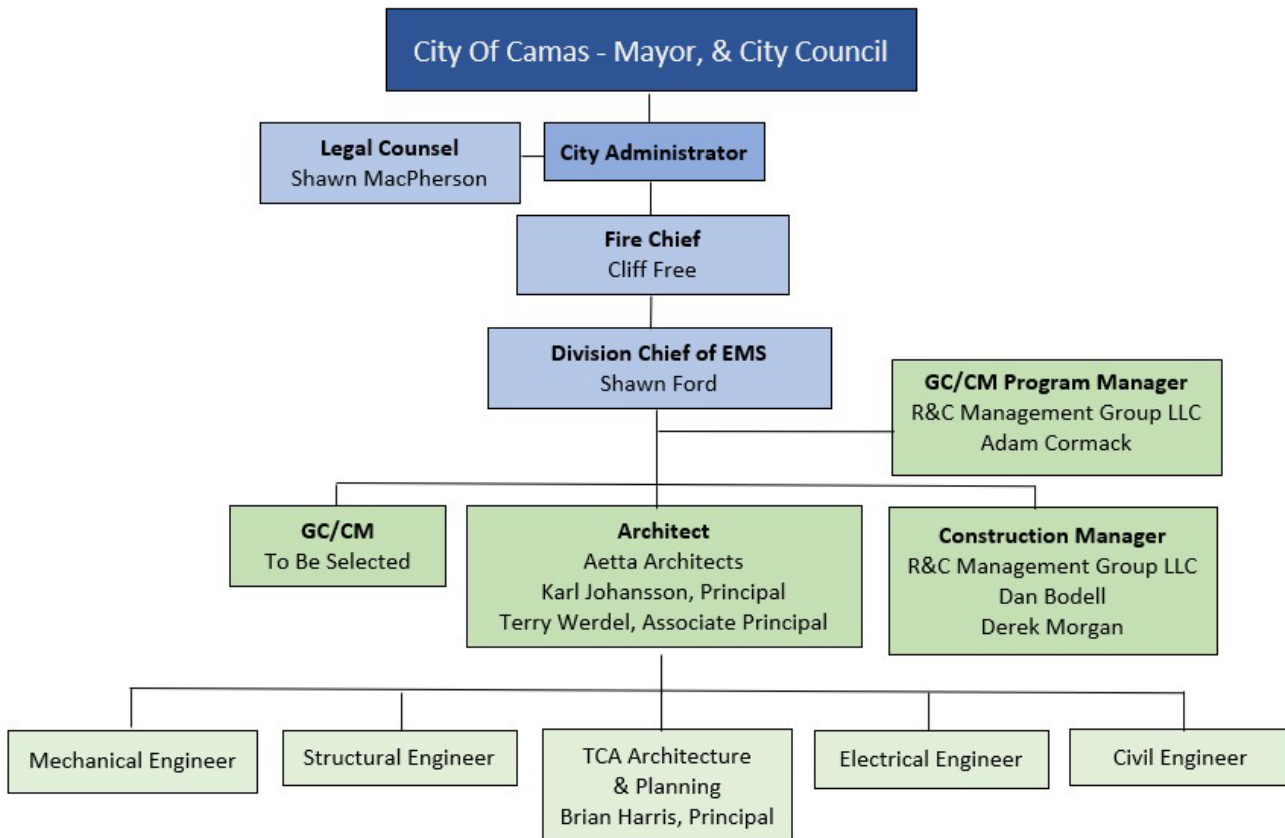 City Of Camas - Mayor, & City Council
Legal Counsel
Shawn MacPherson
City Administrator
Fire Chief
Cliff Free
Division Chief of EMS
Shawn Ford
GC/CM Program Manager
R&C Management Group LLC
Adam Cormack
GC/CM
To Be Selected
Architect
Aetta Architects
Karl Johansson, Principal
Terry Werdel, Associate Principal
Construction Manager
R&C Management Group LLC
Dan Bodell
Derek Morgan
Mechanical Engineer
Structural Engineer
TCA Architecture
& Planning
Brian Harris, Principal
Electrical Engineer
Civil Engineer